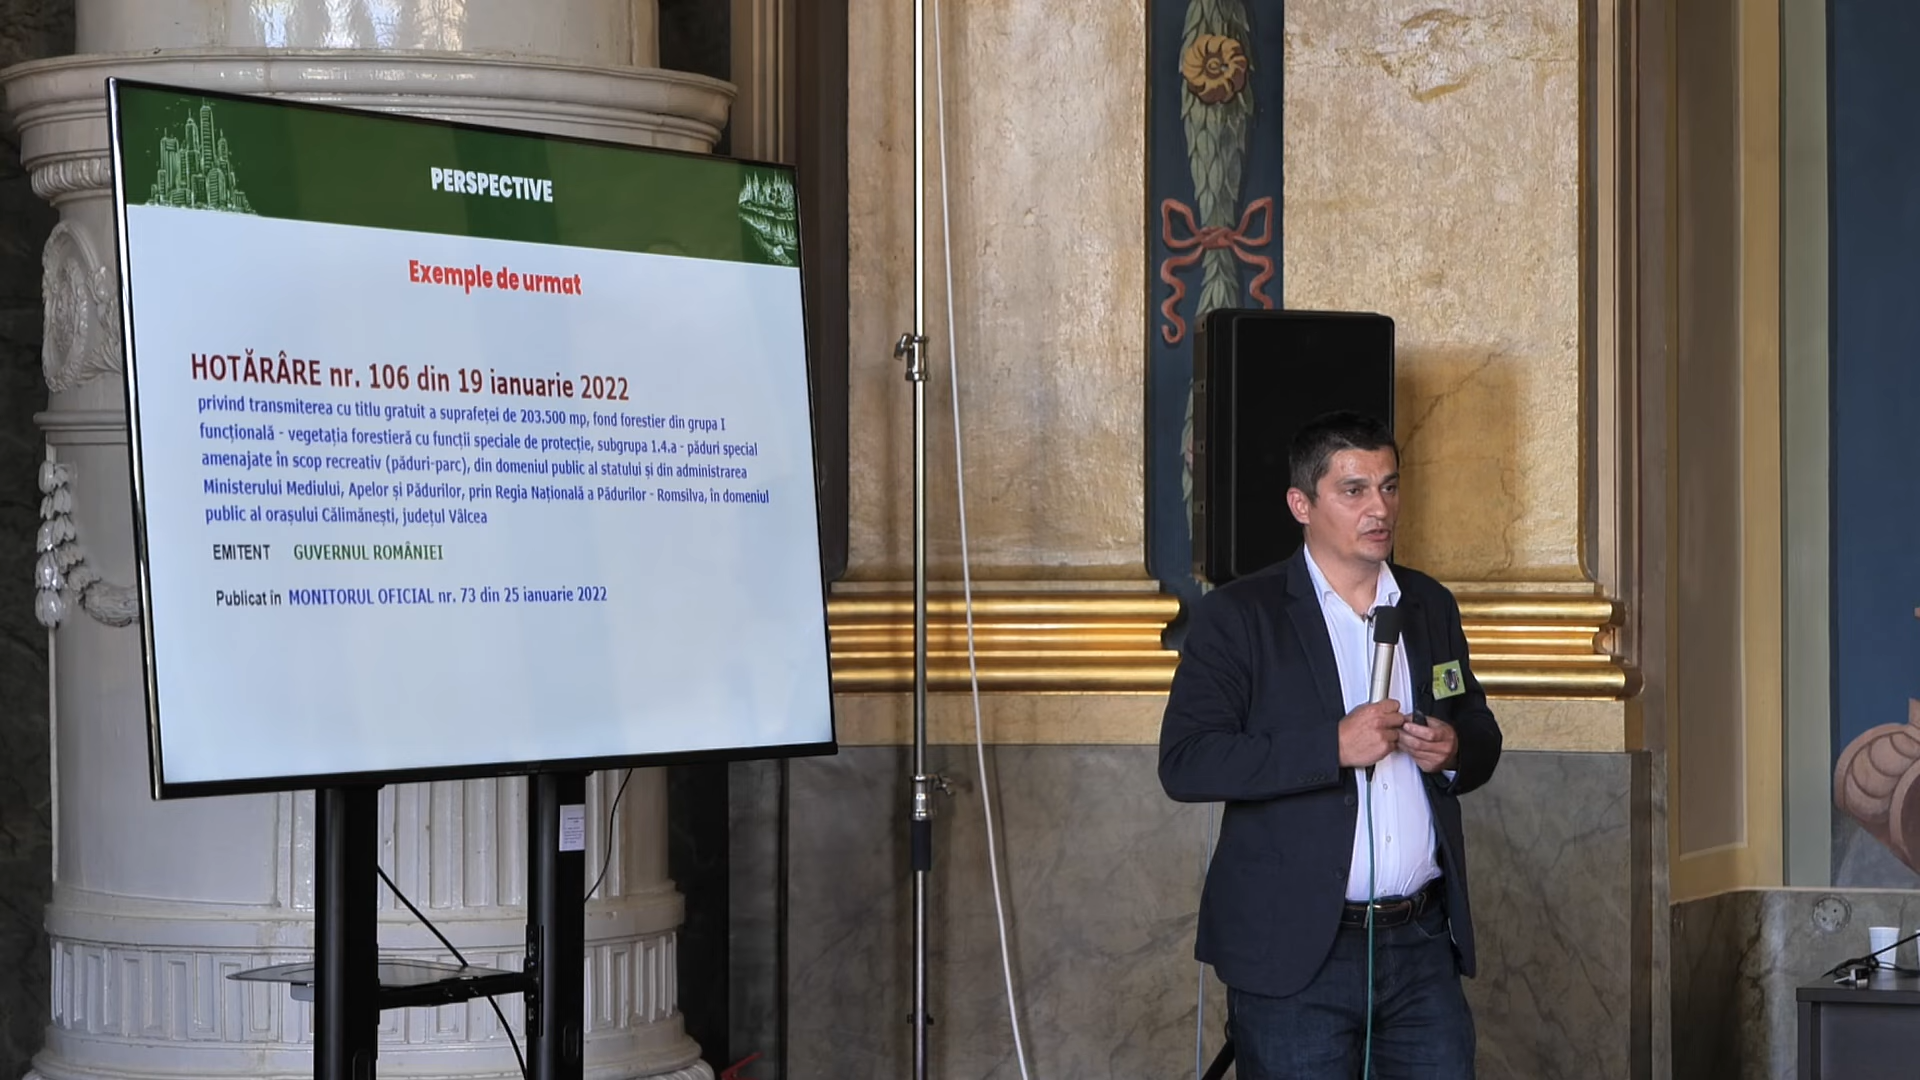 PERSPECTIVE
Exemple de urmat
HOTĂRÂRE nr. 106 din 19 ianuarie 2022
privind transmiterea cu titlu gratuit a suprafeței de 203.500 mp, fond forestier din grupa I
funcțională - vegetația forestieră cu funcții speciale de protecție, subgrupa 1.4.a - păduri special
amenajate în scop recreativ (păduri-parc), din domeniul public al statului și din administrarea
Ministerului Mediului, Apelor și Pădurilor, prin Regia Națională a Pădurilor - Romsilva, în domeniul
public al orașului Călimănești, județul Vâlcea
EMITENT GUVERNUL ROMÂNIEI
Publicat în MONITORUL OFICIAL nr. 73 din 25 ianuarie 2022